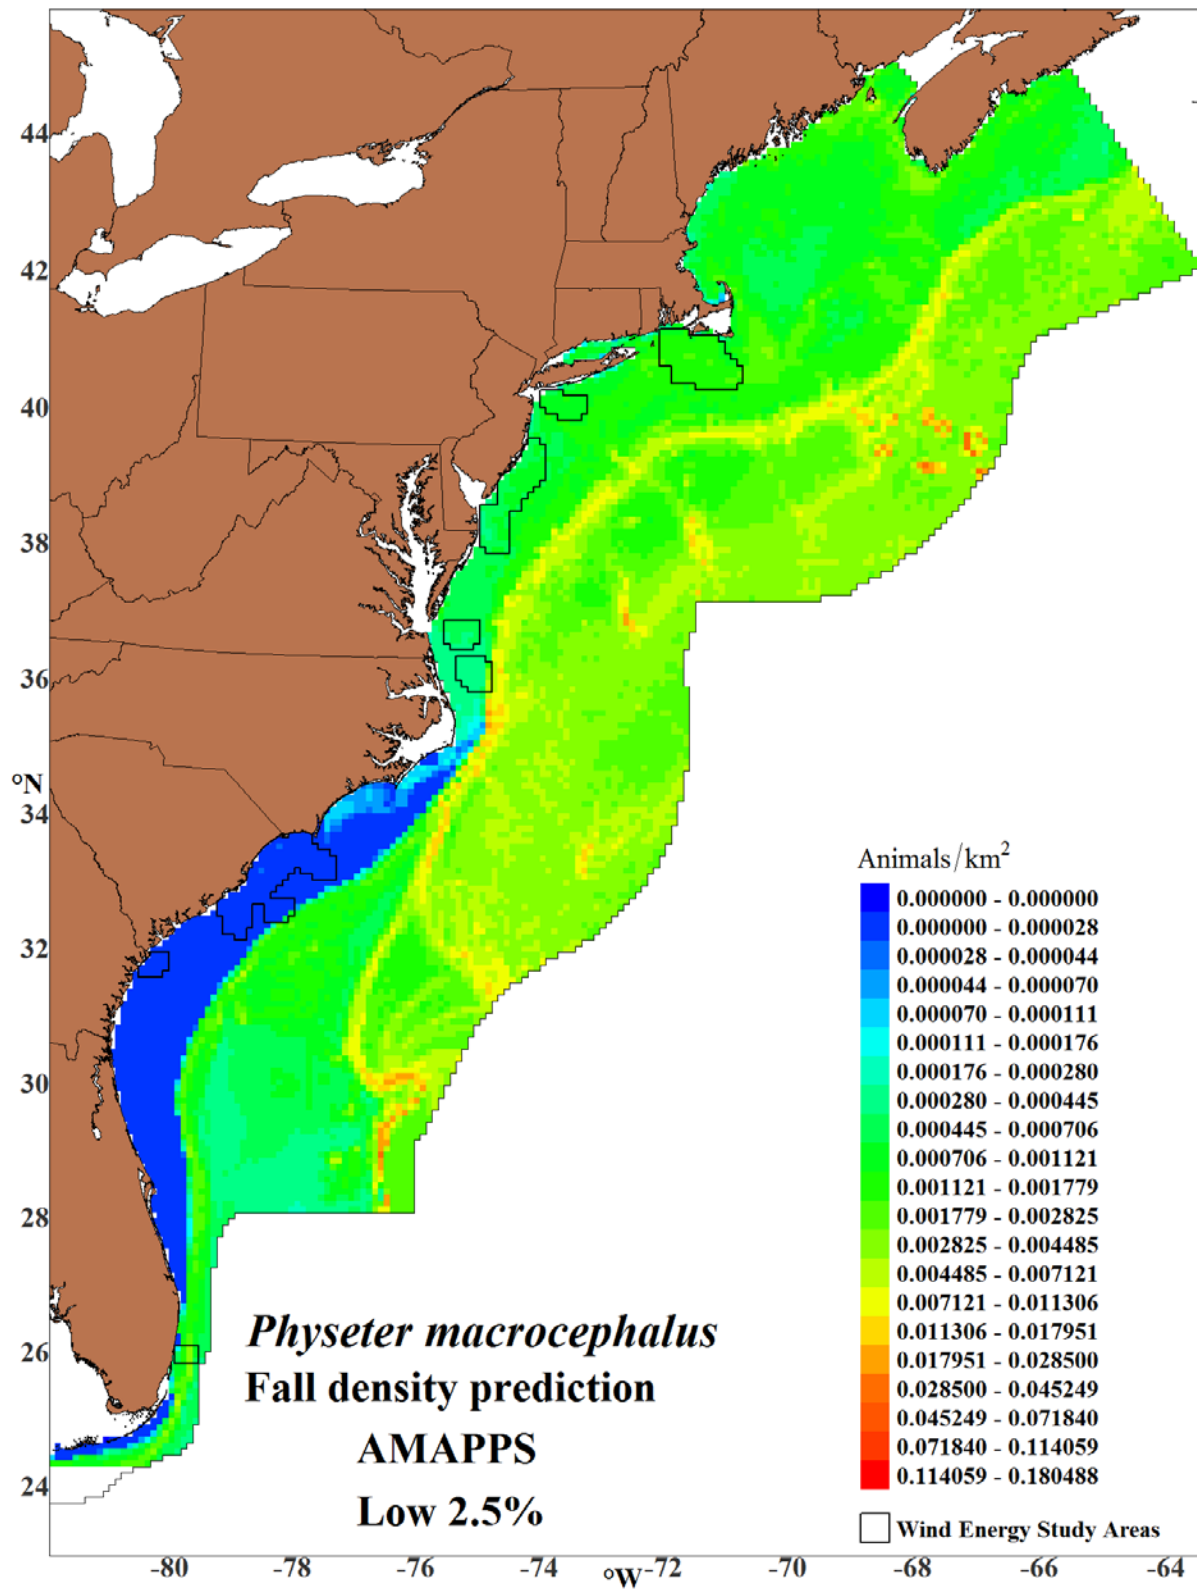 44
42
40
38
36
°N
34
32
30
28
26
24
Animals/km²
0.000000 - 0.000000
0.000000 - 0.000028
0.000028 - 0.000044
0.000044 - 0.000070
0.000070 - 0.000111
0.000111 - 0.000176
0.000176 - 0.000280
0.000280 - 0.000445
0.000445 - 0.000706
0.000706 - 0.001121
0.001121 - 0.001779
0.001779 - 0.002825
0.002825 - 0.004485
0.004485 - 0.007121
0.007121 - 0.011306
0.011306 - 0.017951
0.017951 - 0.028500
0.028500 - 0.045249
0.045249 - 0.071840
0.071840 - 0.114059
0.114059 - 0.180488
Wind Energy Study Areas
Physeter macrocephalus
Fall density prediction
AMAPPS
Low 2.5%
-80 -78 -76 -74 °W -72 -70 -68 -66 -64